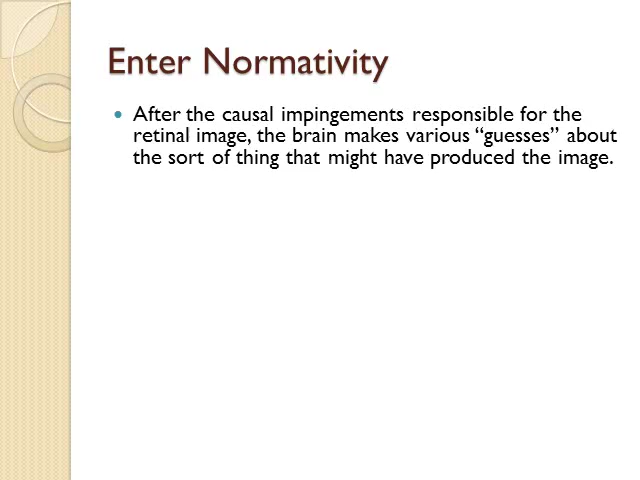 Enter Normativity
• After the causal impingements responsible for the
retinal image, the brain makes various “guesses” about
the sort of thing that might have produced the image.